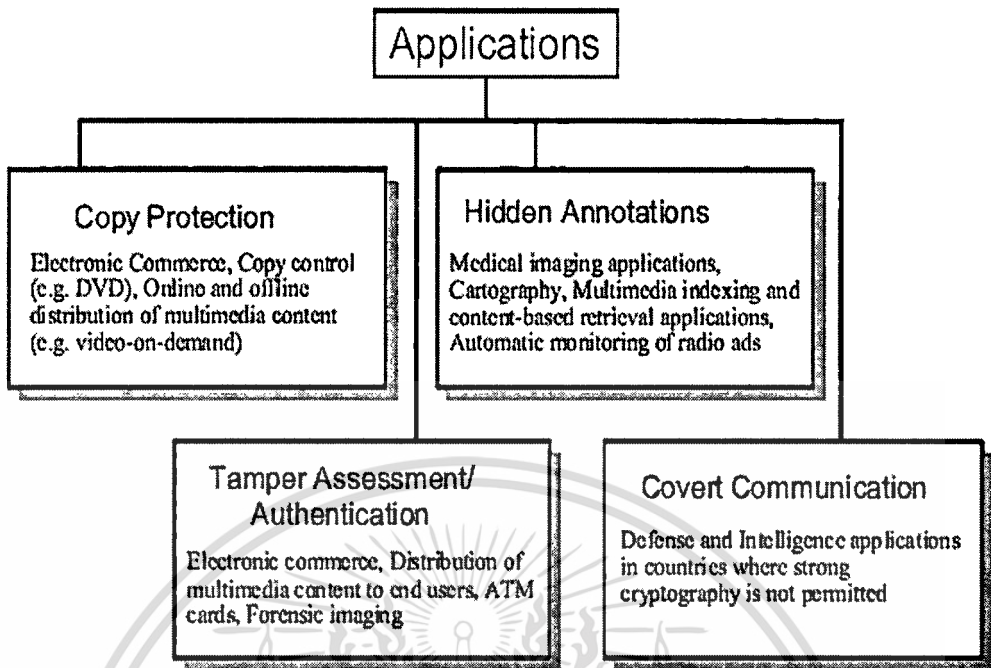 Applications
Copy Protection
Electronic Commerce, Copy control
(e.g. DVD), Online and offline
distribution of multimedia content
(e.g. video-on-demand)
Hidden Annotations
Medical imaging applications,
Cartography, Multimedia indexing and
content-based retrieval applications,
Automatic monitoring of radio ads
Tamper Assessment/
Authentication
Electronic commerce, Distribution of
multimedia content to end users, ATM
cards, Forensic imaging
Covert Communication
Defense and Intelligence applications
in countries where strong
cryptography is not permitted